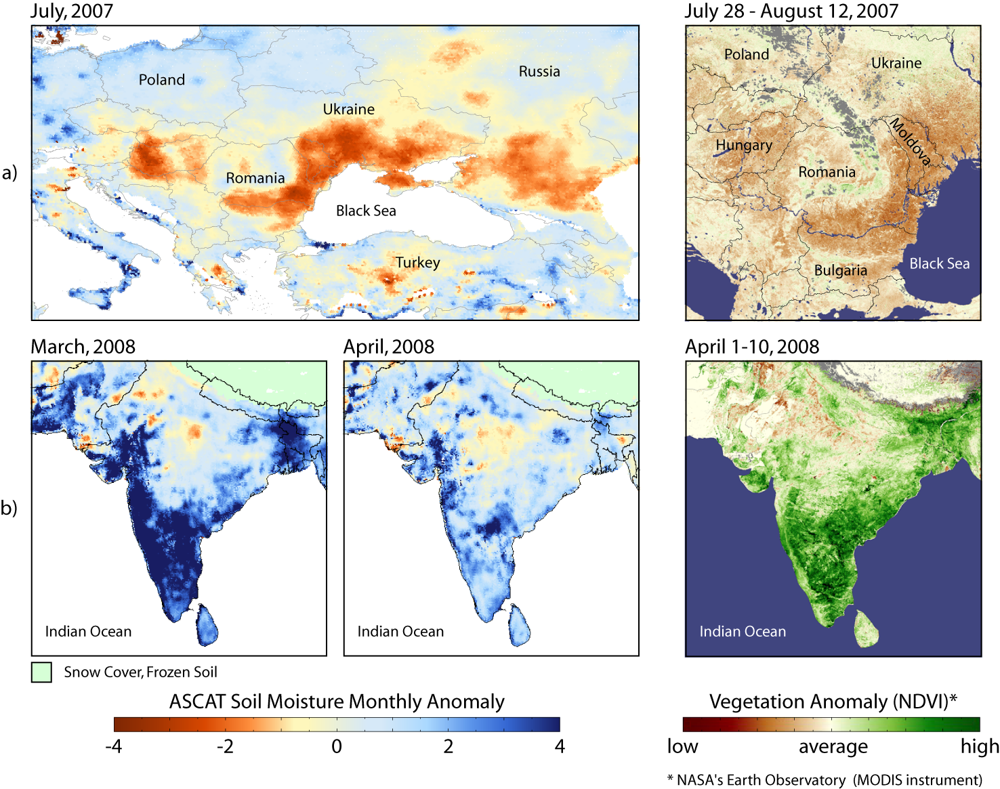 July, 2007
July 28 - August 12, 2007
a)
Poland
Russia
Ukraine
Romania
Black Sea
Turkey
Poland
Ukraine
Hungary
Moldova
Romania
Bulgaria
Black Sea
March, 2008
April, 2008
April 1-10, 2008
b)
Indian Ocean
Indian Ocean
Indian Ocean
Snow Cover, Frozen Soil
ASCAT Soil Moisture Monthly Anomaly
-4 -2 0 2 4
Vegetation Anomaly (NDVI)*
low average high
* NASA's Earth Observatory (MODIS instrument)